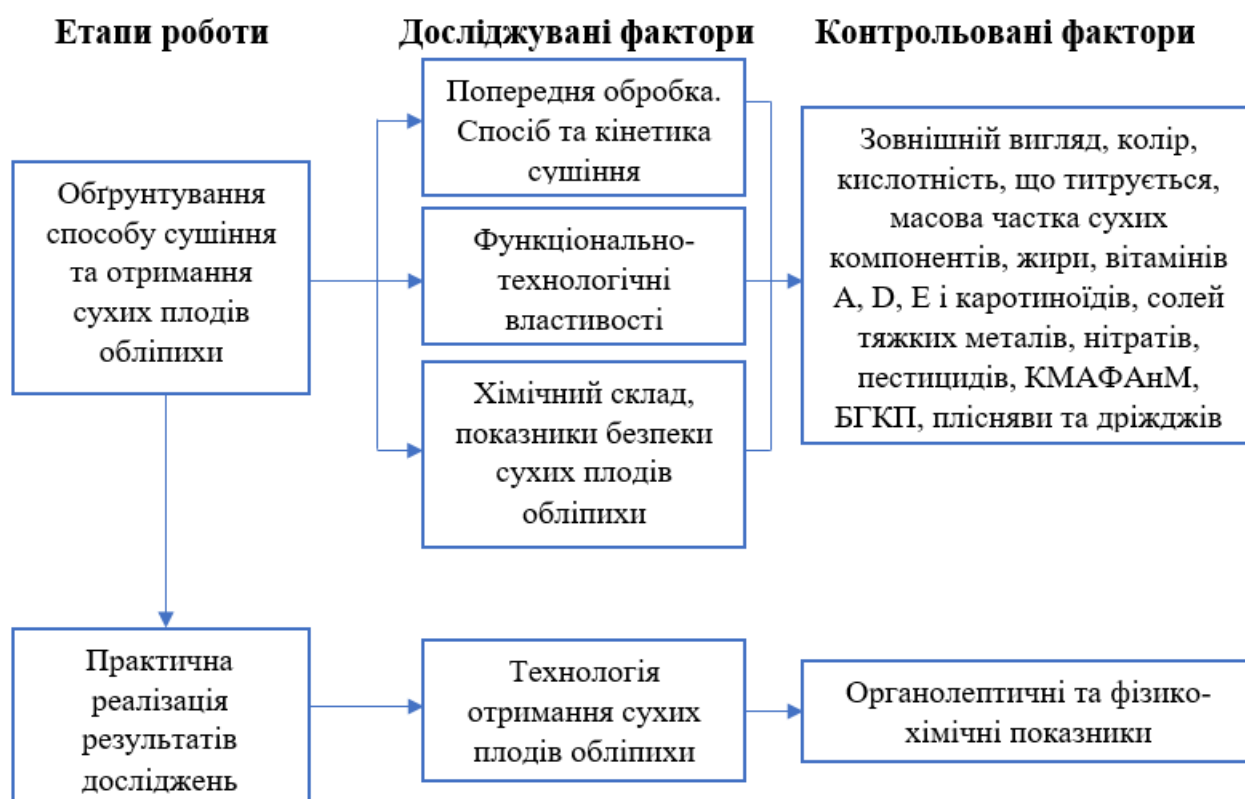 Етапи роботи
Досліджувані фактори
Контрольовані фактори
Обґрунтування
способу сушіння
та отримання
сухих плодів
обліпихи
Попередня обробка.
Спосіб та кінетика
сушіння
Функціонально-
технологічні
властивості
Хімічний склад,
показники безпеки
сухих плодів
обліпихи
Зовнішній вигляд, колір,
кислотність, що титрується,
масова частка сухих
компонентів, жири, вітамінів
А, D, Е і каротиноїдів, солей
тяжких металів, нітратів,
пестицидів, КМАФАнМ,
БГКП, плісняви та дріжджів
Практична
реалізація
результатів
досліджень
Технологія
отримання сухих
плодів обліпихи
Органолептичні та фізико-
хімічні показники